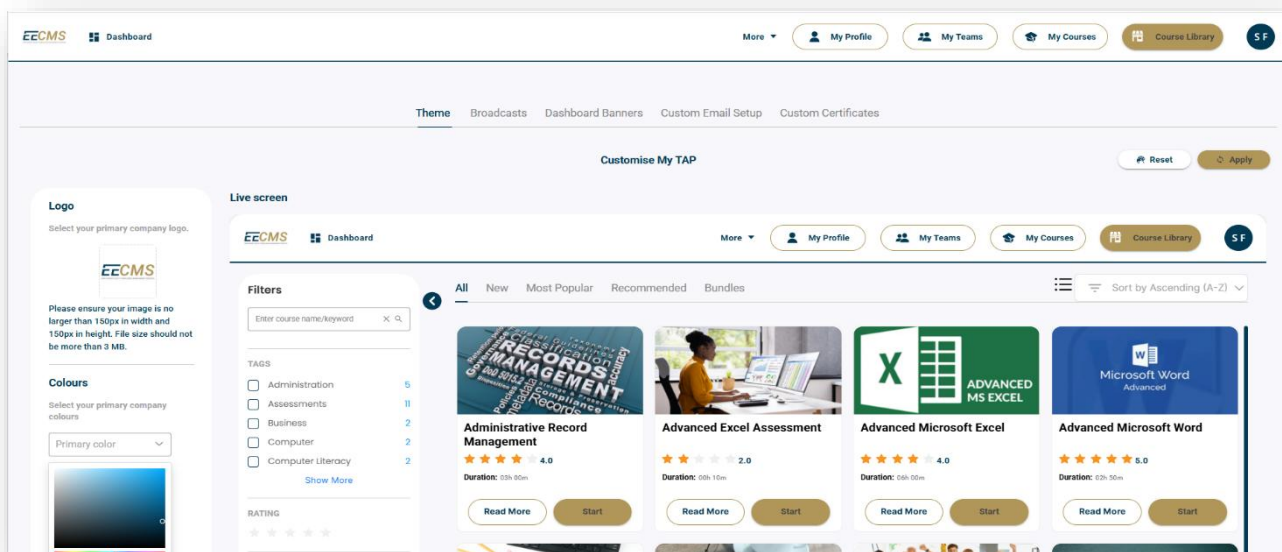 EECMS
Dashboard
More
My Profile
My Teams
My Courses
Course Library
S F
Theme
Broadcasts
Dashboard Banners
Custom Email Setup
Custom Certificates
Customise My TAP
Reset
Apply
Logo
Select your primary company logo.
EECMS
Please ensure your image is no
larger than 150px in width and
150px in height. File size should not
be more than 3 MB.
Colours
Select your primary company
colours
Primary color
Live screen
EECMS
Dashboard
More
My Profile
My Teams
My Courses
Course Library
S F
Filters
Enter course name/keyword
TAGS
Administration 5
Assessments 11
Business 2
Computer 2
Computer Literacy 2
Show More
RATING
All
New
Most Popular
Recommended
Bundles
Sort by Ascending (A-Z)
RECORDS
MANAGEMENT
Classification
Compliance
Records
accuracy
Administrative Record
Management
4.0
Duration: 03h 00m
Read More
Start
Advanced Excel Assessment
2.0
Duration: 00h 10m
Read More
Start
X
ADVANCED
MS EXCEL
Advanced Microsoft Excel
4.0
Duration: 06h 00m
Read More
Start
W
Microsoft Word
Advanced
Advanced Microsoft Word
5.0
Duration: 02h 50m
Read More
Start